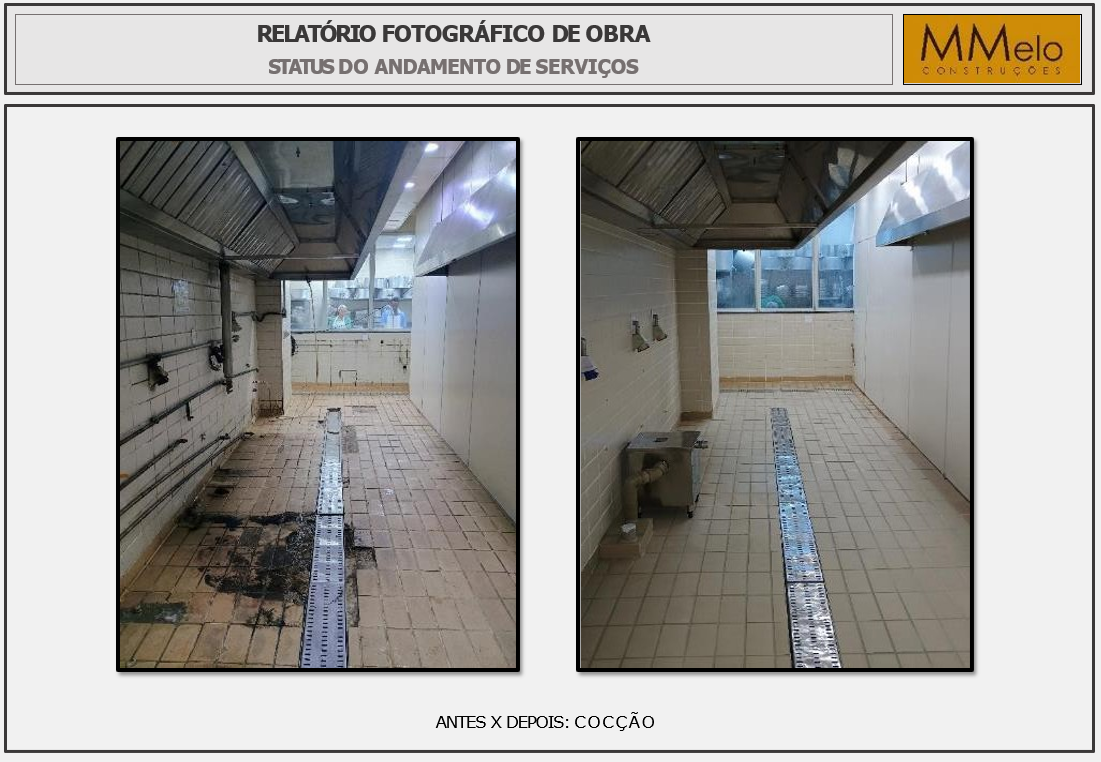 RELATÓRIO FOTOGRÁFICO DE OBRA
STATUS DO ANDAMENTO DE SERVIÇOS
MMelo
CONSTRUÇÕES
ANTES X DEPOIS: COCÇÃO